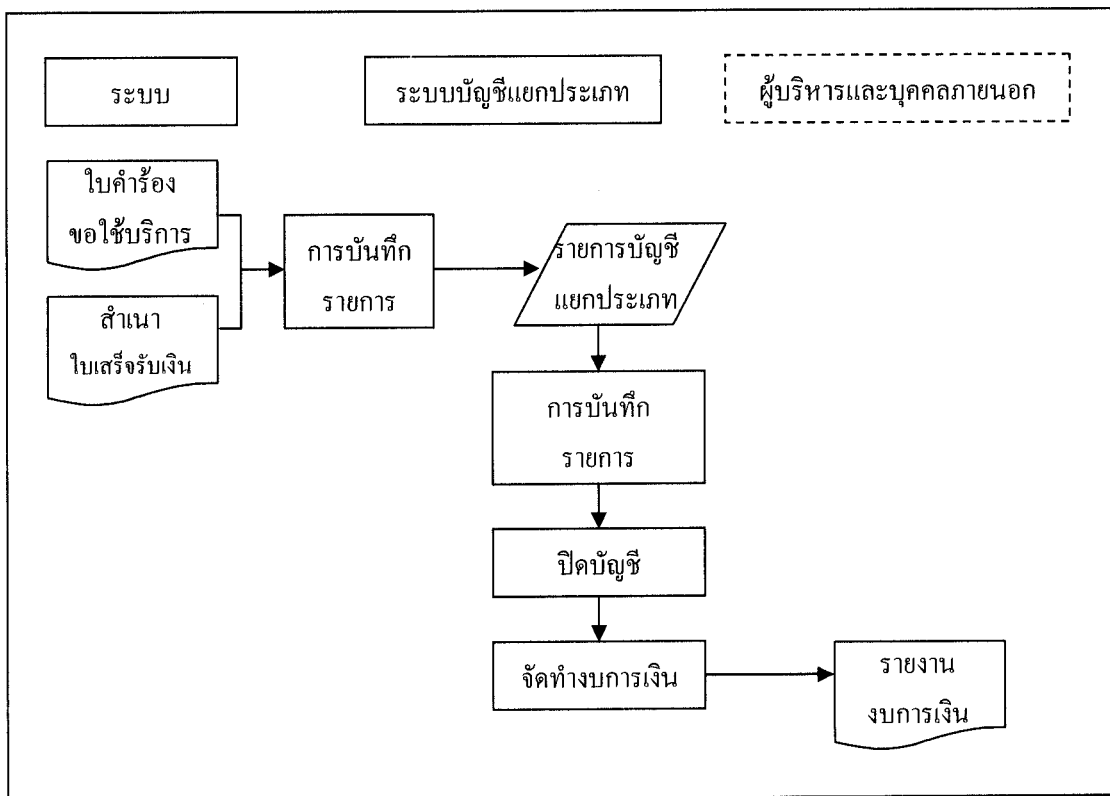 ระบบ
ระบบบัญชีแยกประเภท
ผู้บริหารและบุคคลภายนอก
ใบคำร้อง
ขอใช้บริการ
สำเนา
ใบเสร็จรับเงิน
การบันทึก
รายการ
รายการบัญชี
แยกประเภท
การบันทึก
รายการ
ปิดบัญชี
จัดทำงบการเงิน
รายงาน
งบการเงิน